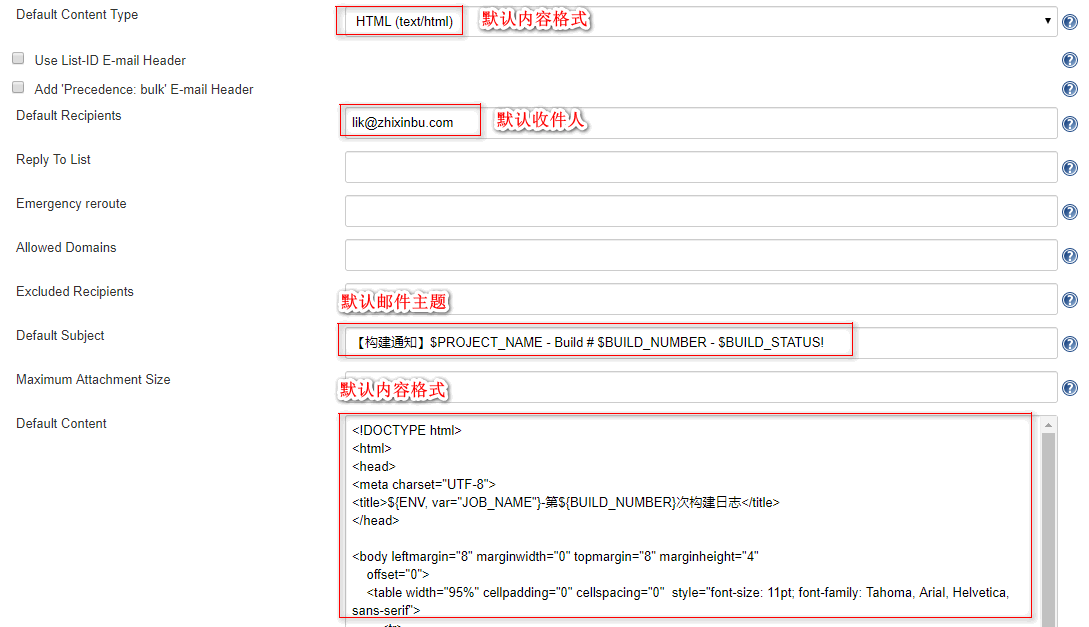 Default Content Type
HTML (text/html)
默认内容格式
Use List-ID E-mail Header
Add 'Precedence: bulk' E-mail Header
Default Recipients
lik@zhixinbu.com
默认收件人
Reply To List
Emergency reroute
Allowed Domains
Excluded Recipients
默认邮件主题
Default Subject
【构建通知】$PROJECT_NAME - Build # $BUILD_NUMBER - $BUILD_STATUS!
Maximum Attachment Size
默认内容格式
Default Content
<!DOCTYPE html>
<html>
<head>
<meta charset="UTF-8">
<title>${ENV, var="JOB_NAME"}-第${BUILD_NUMBER}次构建日志</title>
</head>
<body leftmargin="8" marginwidth="0" topmargin="8" marginheight="4"
offset="0">
<table width="95%" cellpadding="0" cellspacing="0"  style="font-size: 11pt; font-family: Tahoma, Arial, Helvetica,
sans-serif">
<tr>